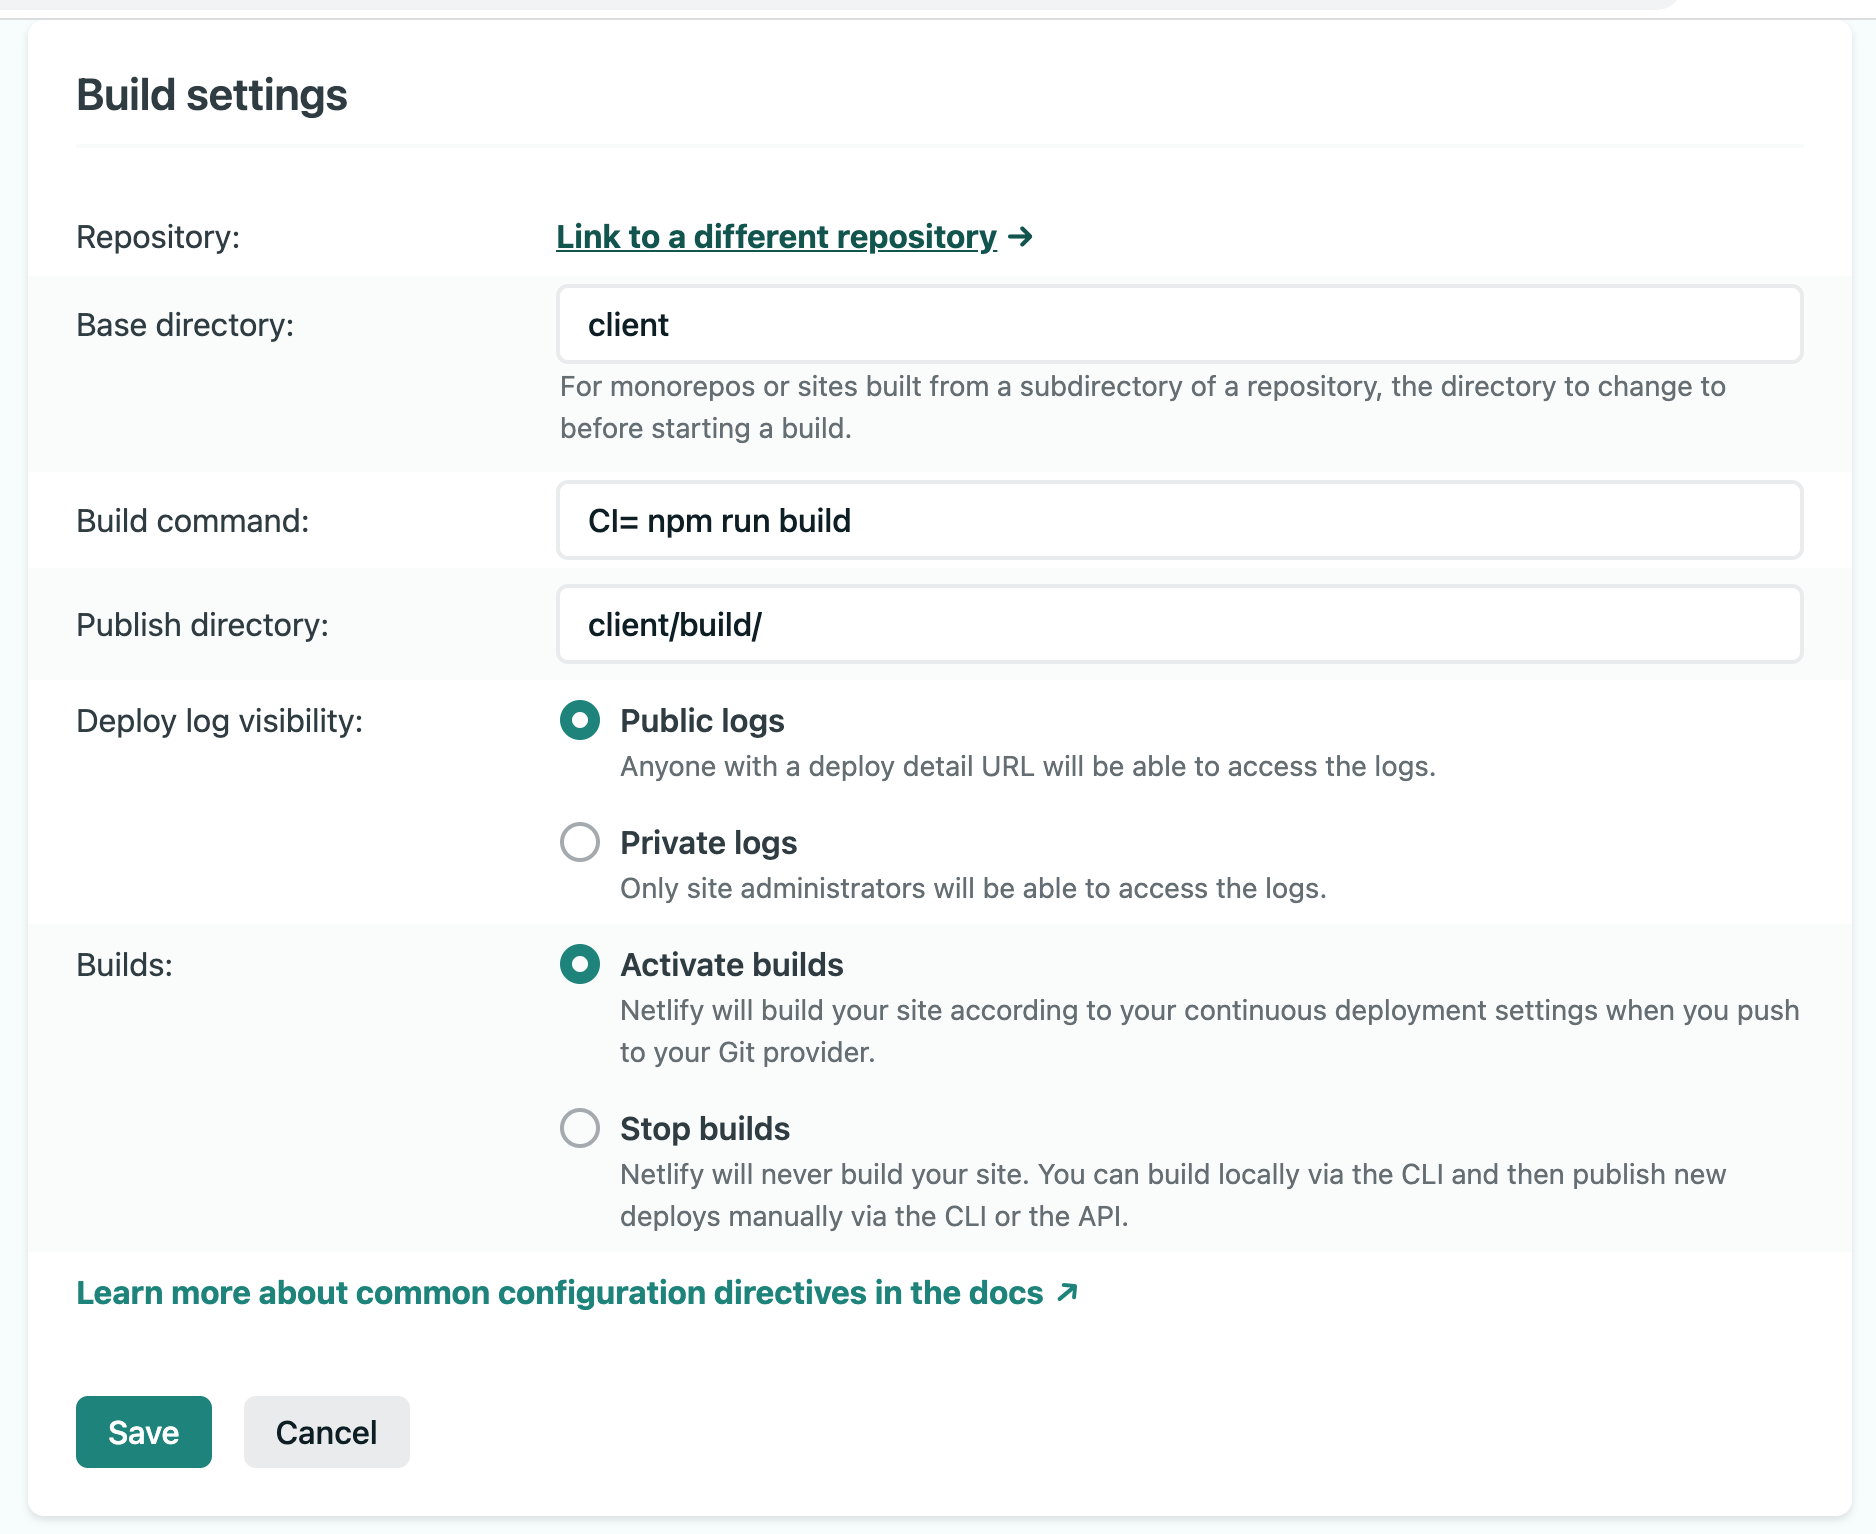 Build settings
Repository:
Link to a different repository →
Base directory:
client
For monorepos or sites built from a subdirectory of a repository, the directory to change to
before starting a build.
Build command:
CI= npm run build
Publish directory:
client/build/
Deploy log visibility:
Public logs
Anyone with a deploy detail URL will be able to access the logs.
Private logs
Only site administrators will be able to access the logs.
Builds:
Activate builds
Netlify will build your site according to your continuous deployment settings when you push
to your Git provider.
Stop builds
Netlify will never build your site. You can build locally via the CLI and then publish new
deploys manually via the CLI or the API.
Learn more about common configuration directives in the docs ↗
Save
Cancel